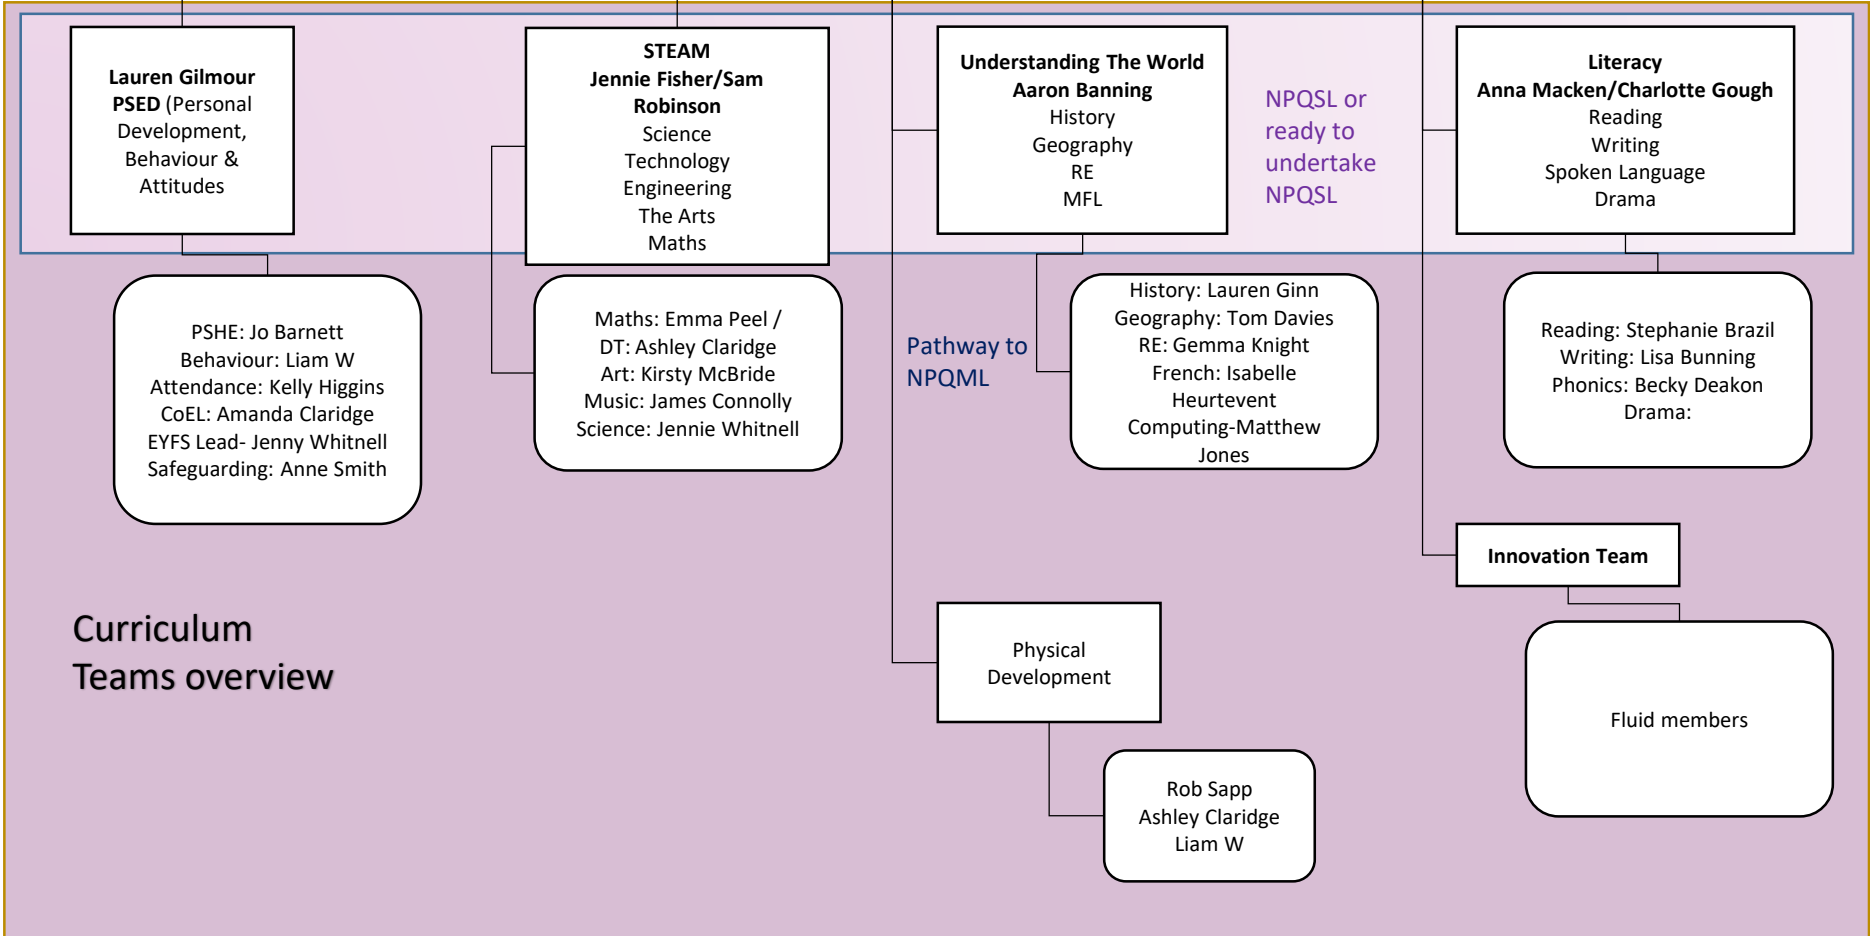 Lauren Gilmour
PSED (Personal
Development,
Behaviour &
Attitudes
STEAM
Jennie Fisher/Sam
Robinson
Science
Technology
Engineering
The Arts
Maths
Understanding The World
Aaron Banning
History
Geography
RE
MFL
NPQSL or
ready to
undertake
NPQSL
Literacy
Anna Macken/Charlotte Gough
Reading
Writing
Spoken Language
Drama
PSHE: Jo Barnett
Behaviour: Liam W
Attendance: Kelly Higgins
CoEL: Amanda Claridge
EYFS Lead- Jenny Whitnell
Safeguarding: Anne Smith
Maths: Emma Peel /
DT: Ashley Claridge
Art: Kirsty McBride
Music: James Connolly
Science: Jennie Whitnell
Pathway to
NPQML
History: Lauren Ginn
Geography: Tom Davies
RE: Gemma Knight
French: Isabelle
Heurtevent
Computing-Matthew
Jones
Reading: Stephanie Brazil
Writing: Lisa Bunning
Phonics: Becky Deakon
Drama:
Innovation Team
Fluid members
Curriculum
Teams overview
Physical
Development
Rob Sapp
Ashley Claridge
Liam W